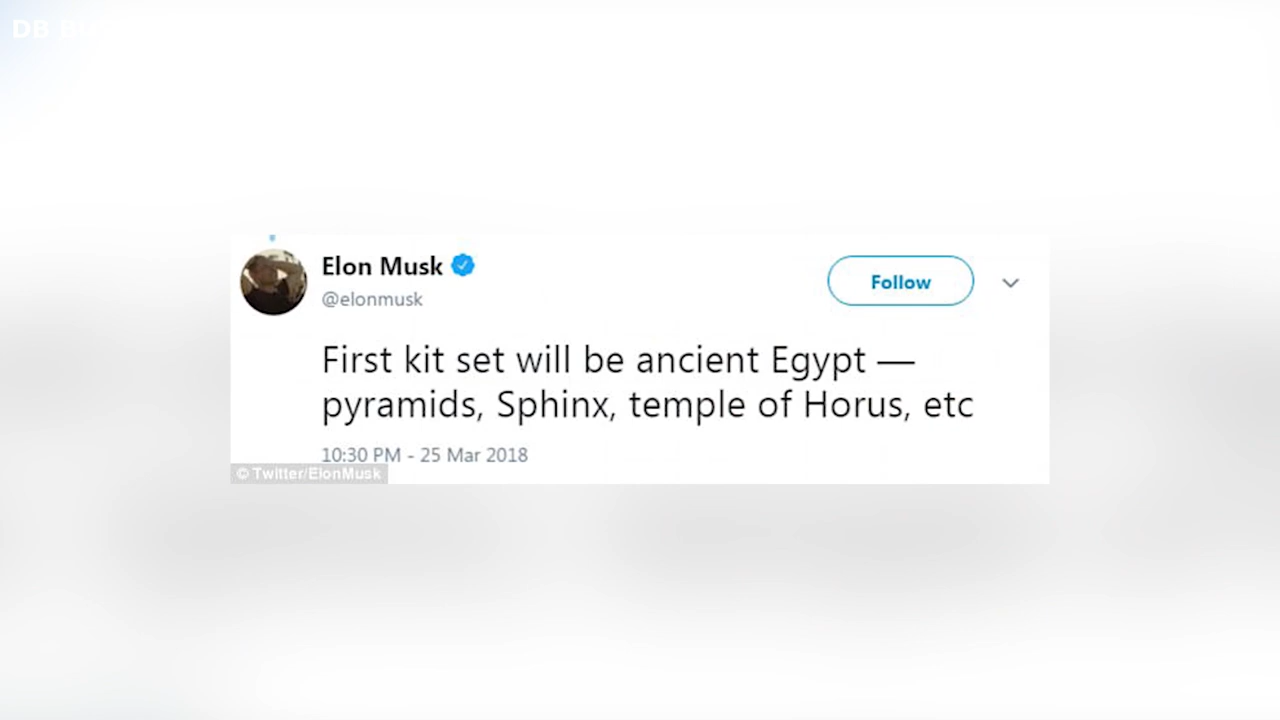 DB
Elon Musk
@elonmusk
Follow
First kit set will be ancient Egypt —
pyramids, Sphinx, temple of Horus, etc
10:30 PM - 25 Mar 2018
© Twitter/ElonMusk